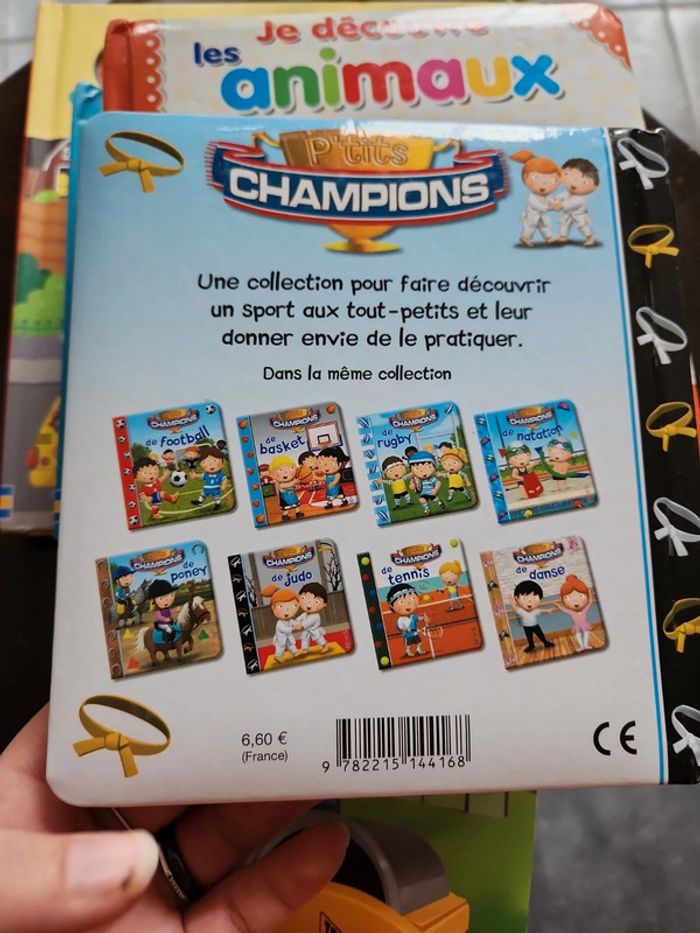 Je découvre
les
animaux
P'tits
CHAMPIONS
Une collection pour faire découvrir
un sport aux tout-petits et leur
donner envie de le pratiquer.
Dans la même collection
CHAMPIONS
de football
CHAMPIONS
de basket
CHAMPIONS
de rugby
CHAMPIONS
de natation
CHAMPIONS
de poney
CHAMPIONS
de judo
CHAMPIONS
de tennis
CHAMPIONS
de danse
6,60 €
(France)
9 782215 144168
CE